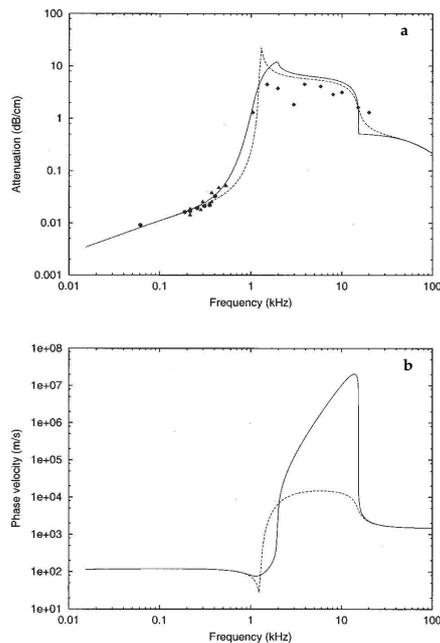 a
100
10
1
0.1
0.01
0.001
Attenuation (dB/cm)
0.01 0.10 1 10 100
Frequency (kHz)
b
1e+08
1e+07
1e+06
1e+05
1e+04
1e+03
1e+02
1e+01
Phase velocity (m/s)
0.01 0.10 1 10 100
Frequency (kHz)